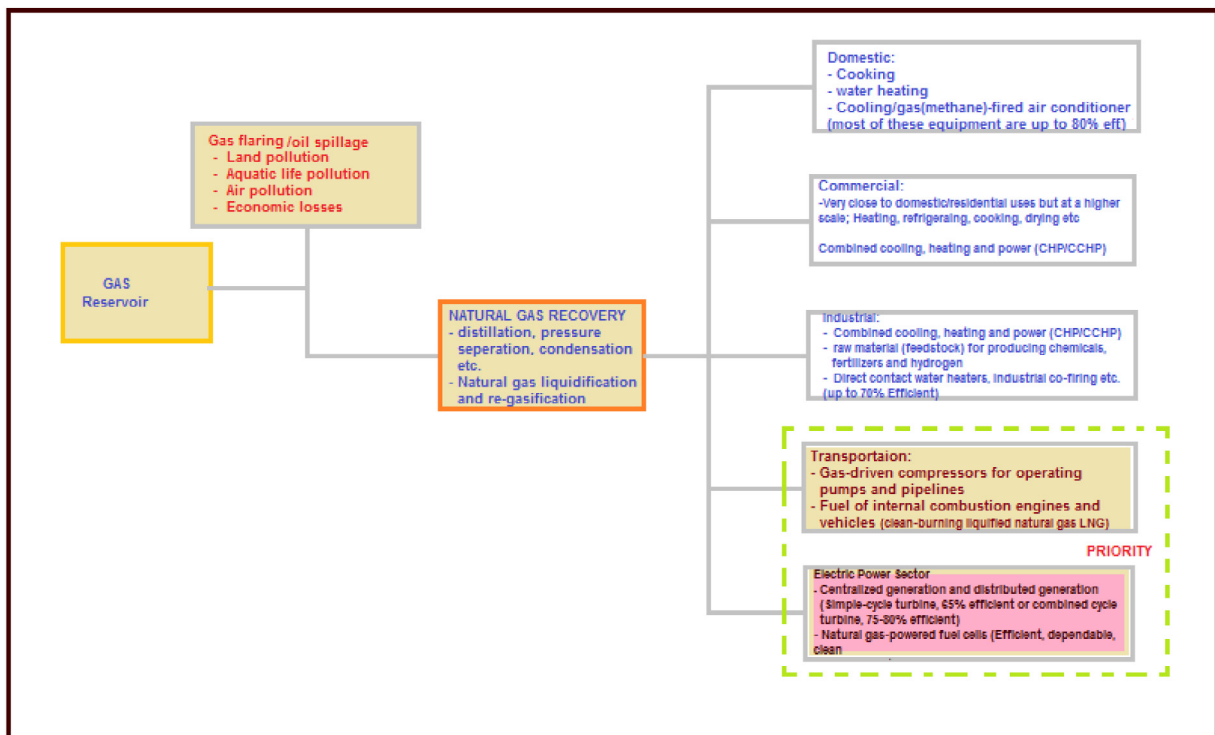 Gas flaring/oil spillage
- Land pollution
- Aquatic life pollution
- Air pollution
- Economic losses
GAS
Reservoir
NATURAL GAS RECOVERY
- distillation, pressure
seperation, condensation
etc.
- Natural gas liquidification
and re-gasification
Domestic:
- Cooking
- water heating
- Cooling/gas(methane)-fired air conditioner
(most of these equipment are up to 80% eff)
Commercial:
-Very close to domestic/residential uses but at a higher
scale; Heating, refrigeraing, cooking, drying etc
Combined cooling, heating and power (CHP/CCHP)
Industrial:
- Combined cooling, heating and power (CHP/CCHP)
- raw material (feedstock) for producing chemicals,
fertilizers and hydrogen
- Direct contact water heaters, industrial co-firing etc.
(up to 70% Efficient)
Transportaion:
- Gas-driven compressors for operating
pumps and pipelines
- Fuel of internal combustion engines and
vehicles (clean-burning liquified natural gas LNG)
PRIORITY
Electric Power Sector
- Centralized generation and distributed generation
(Simple-cycle turbine, 65% efficient or combined cycle
turbine, 75-80% efficient)
- Natural gas-powered fuel cells (Efficient, dependable,
clean